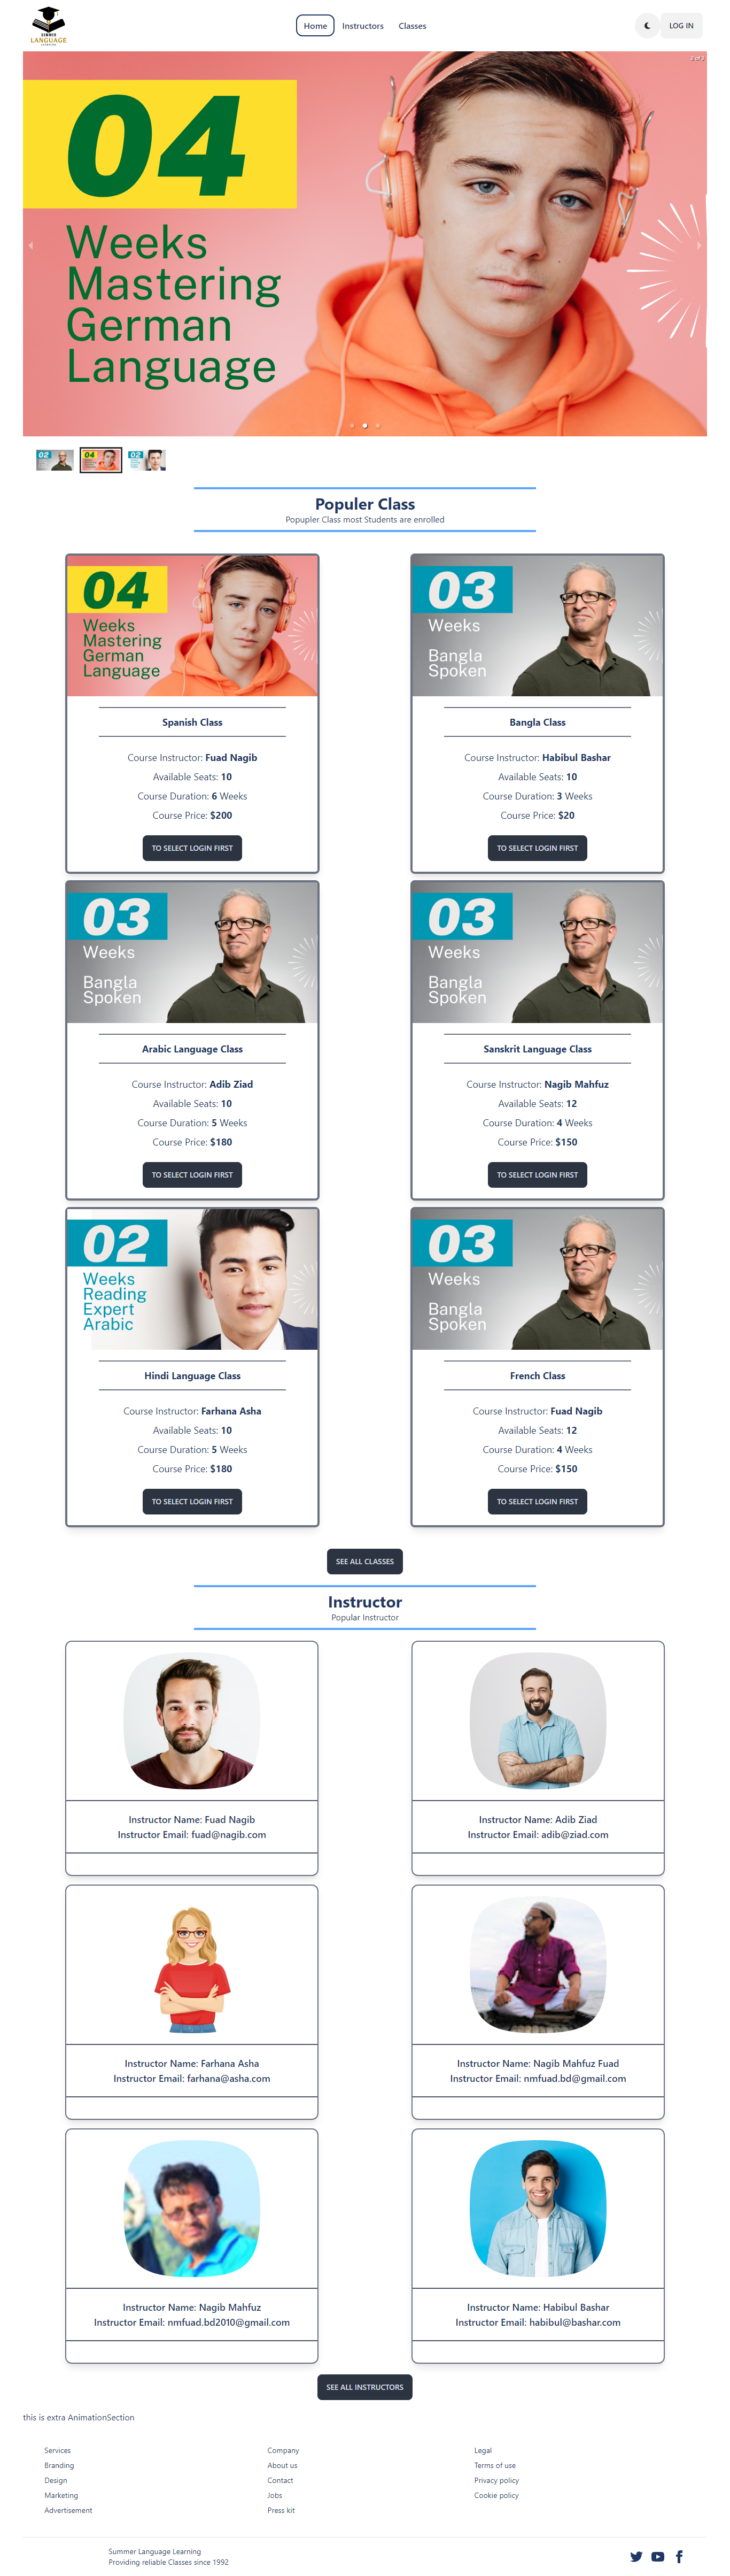 SUMMER
LANGUAGE
Home
Instructors
Classes
LOG IN
2 of 3
04
Weeks
Mastering
German
Language
02
04
02
Populer Class
Popupler Class most Students are enrolled
04
Weeks
Mastering
German
Language
Spanish Class
Course Instructor: Fuad Nagib
Available Seats: 10
Course Duration: 6 Weeks
Course Price: $200
TO SELECT LOGIN FIRST
03
Weeks
Bangla
Spoken
Bangla Class
Course Instructor: Habibul Bashar
Available Seats: 10
Course Duration: 3 Weeks
Course Price: $20
TO SELECT LOGIN FIRST
03
Weeks
Bangla
Spoken
Arabic Language Class
Course Instructor: Adib Ziad
Available Seats: 10
Course Duration: 5 Weeks
Course Price: $180
TO SELECT LOGIN FIRST
03
Weeks
Bangla
Spoken
Sanskrit Language Class
Course Instructor: Nagib Mahfuz
Available Seats: 12
Course Duration: 4 Weeks
Course Price: $150
TO SELECT LOGIN FIRST
02
Weeks
Reading
Expert
Arabic
Hindi Language Class
Course Instructor: Farhana Asha
Available Seats: 10
Course Duration: 5 Weeks
Course Price: $180
TO SELECT LOGIN FIRST
03
Weeks
Bangla
Spoken
French Class
Course Instructor: Fuad Nagib
Available Seats: 12
Course Duration: 4 Weeks
Course Price: $150
TO SELECT LOGIN FIRST
SEE ALL CLASSES
Instructor
Popular Instructor
Instructor Name: Fuad Nagib
Instructor Email: fuad@nagib.com
Instructor Name: Adib Ziad
Instructor Email: adib@ziad.com
Instructor Name: Farhana Asha
Instructor Email: farhana@asha.com
Instructor Name: Nagib Mahfuz Fuad
Instructor Email: nmfuad.bd@gmail.com
Instructor Name: Nagib Mahfuz
Instructor Email: nmfuad.bd2010@gmail.com
Instructor Name: Habibul Bashar
Instructor Email: habibul@bashar.com
SEE ALL INSTRUCTORS
this is extra AnimationSection
Services
Branding
Design
Marketing
Advertisement
Company
About us
Contact
Jobs
Press kit
Legal
Terms of use
Privacy policy
Cookie policy
Summer Language Learning
Providing reliable Classes since 1992